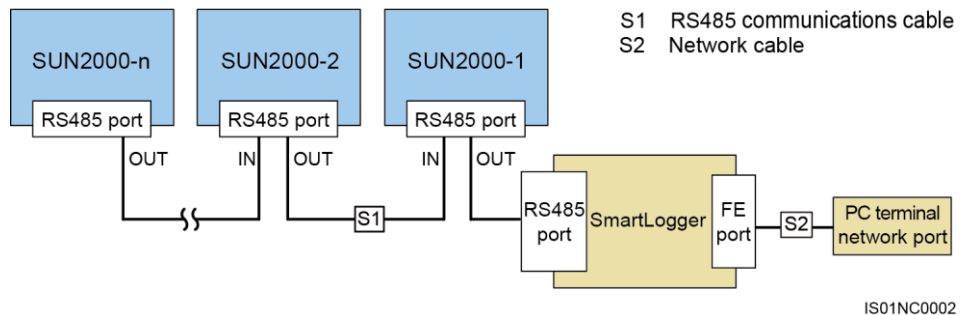 S1 RS485 communications cable
S2 Network cable
SUN2000-n
SUN2000-2
SUN2000-1
RS485 port
RS485 port
RS485 port
OUT
IN
OUT
IN
OUT
S1
RS485
port
SmartLogger
FE
port
S2
PC terminal
network port
IS01NC0002